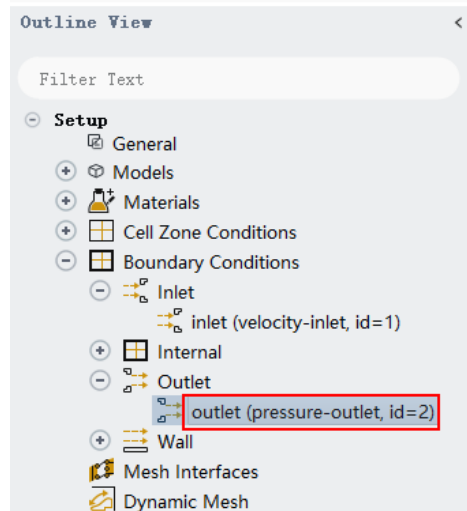 Outline View
<
Filter Text
Setup
General
Models
Materials
Cell Zone Conditions
Boundary Conditions
Inlet
inlet (velocity-inlet, id=1)
Internal
Outlet
outlet (pressure-outlet, id=2)
Wall
Mesh Interfaces
Dynamic Mesh